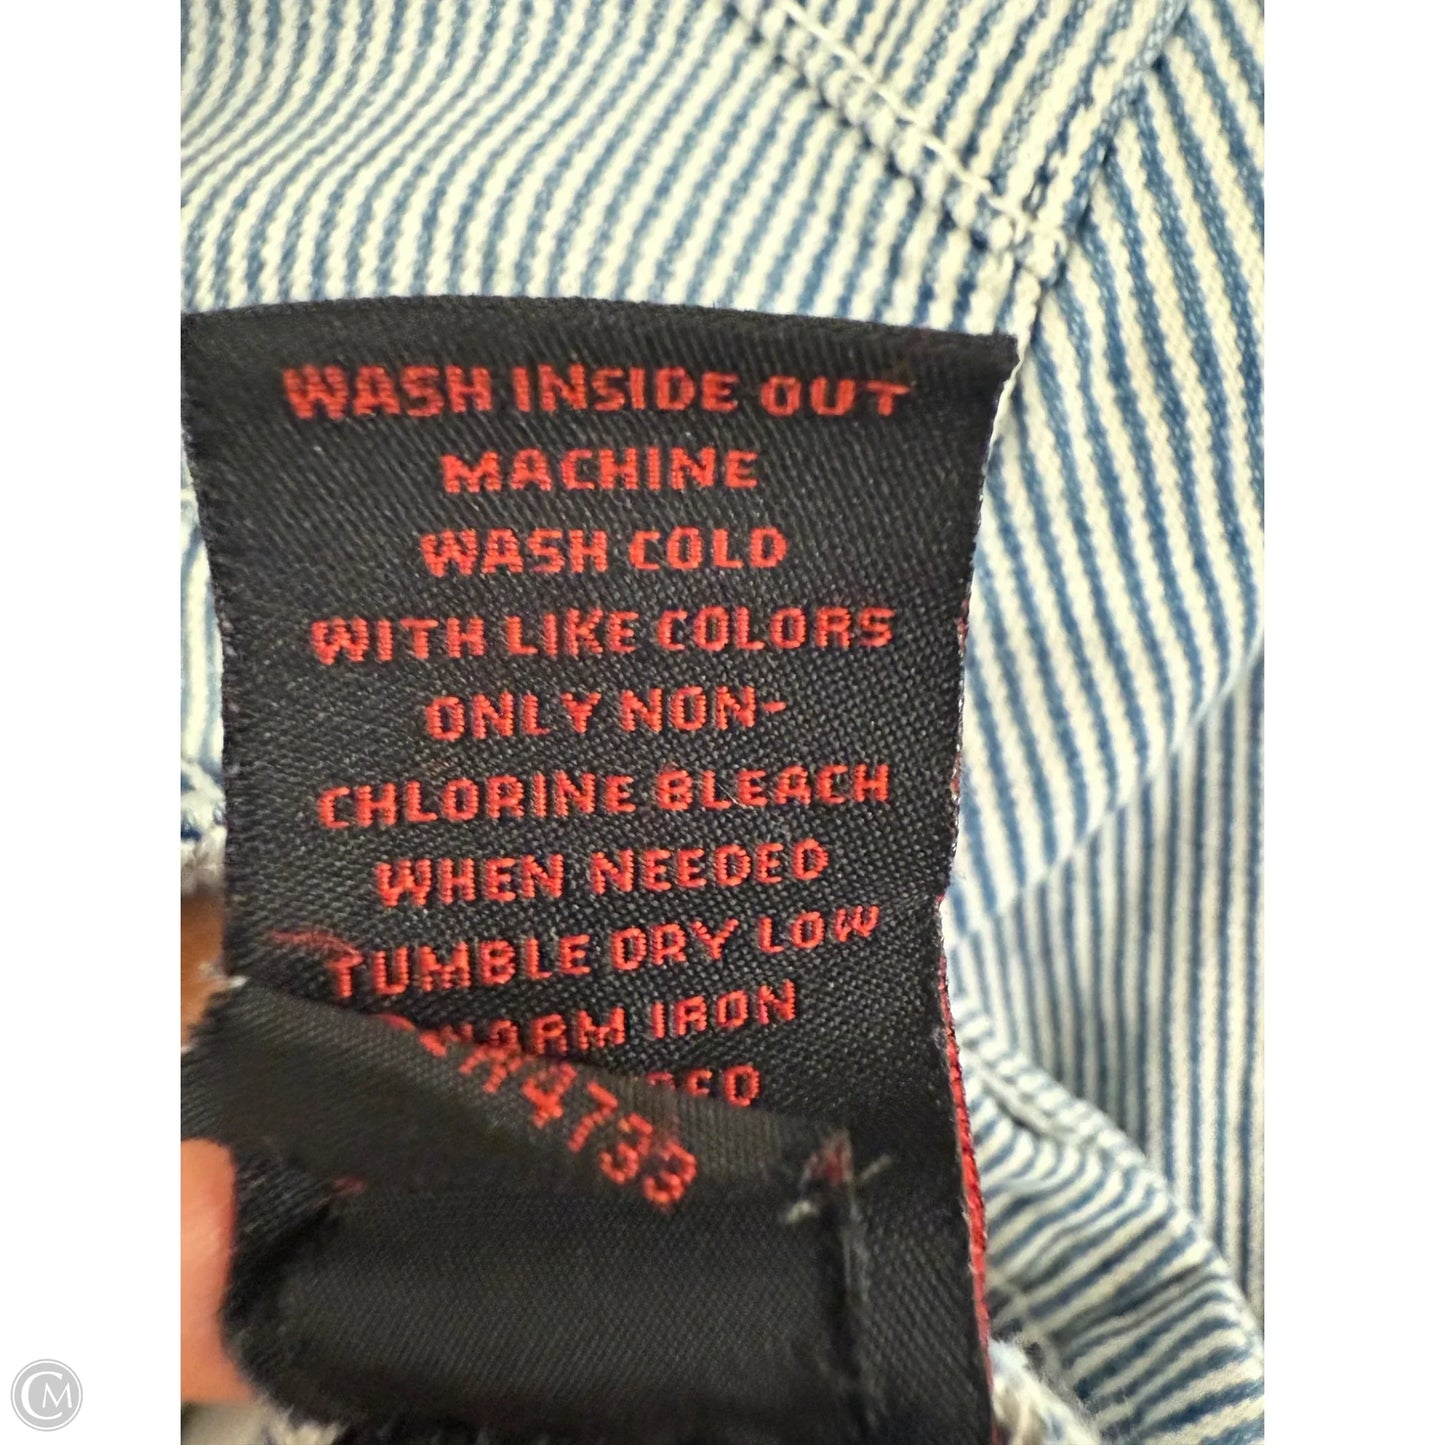 WASH INSIDE OUT
MACHINE
WASH COLD
WITH LIKE COLORS
ONLY NON-
CHLORINE BLEACH
WHEN NEEDED
TUMBLE DRY LOW
WARM IRON
CM